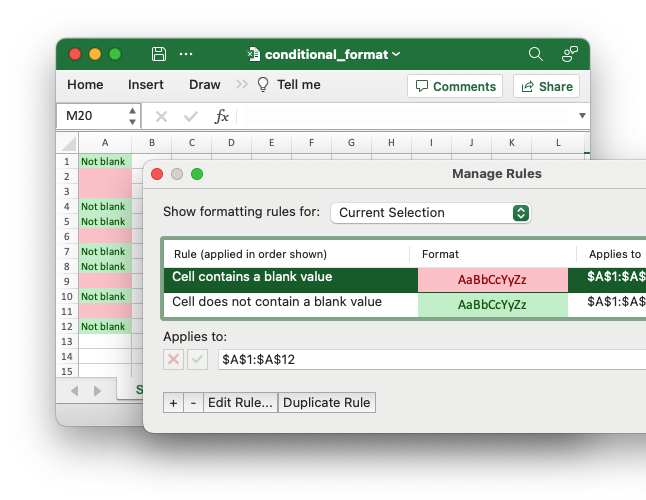 conditional_format
Home Insert Draw Tell me Comments Share
M20 fx
A B C D E F G H I J K L
1 Not blank
2
3
4 Not blank
5 Not blank
6
7 Not blank
8 Not blank
9
10 Not blank
11
12 Not blank
13
14
15
S
Manage Rules
Show formatting rules for: Current Selection
Rule (applied in order shown) Format Applies to
Cell contains a blank value AaBbCcYyZz $A$1:$A$
Cell does not contain a blank value AaBbCcYyZz $A$1:$A$
Applies to:
$A$1:$A$12
+ - Edit Rule... Duplicate Rule